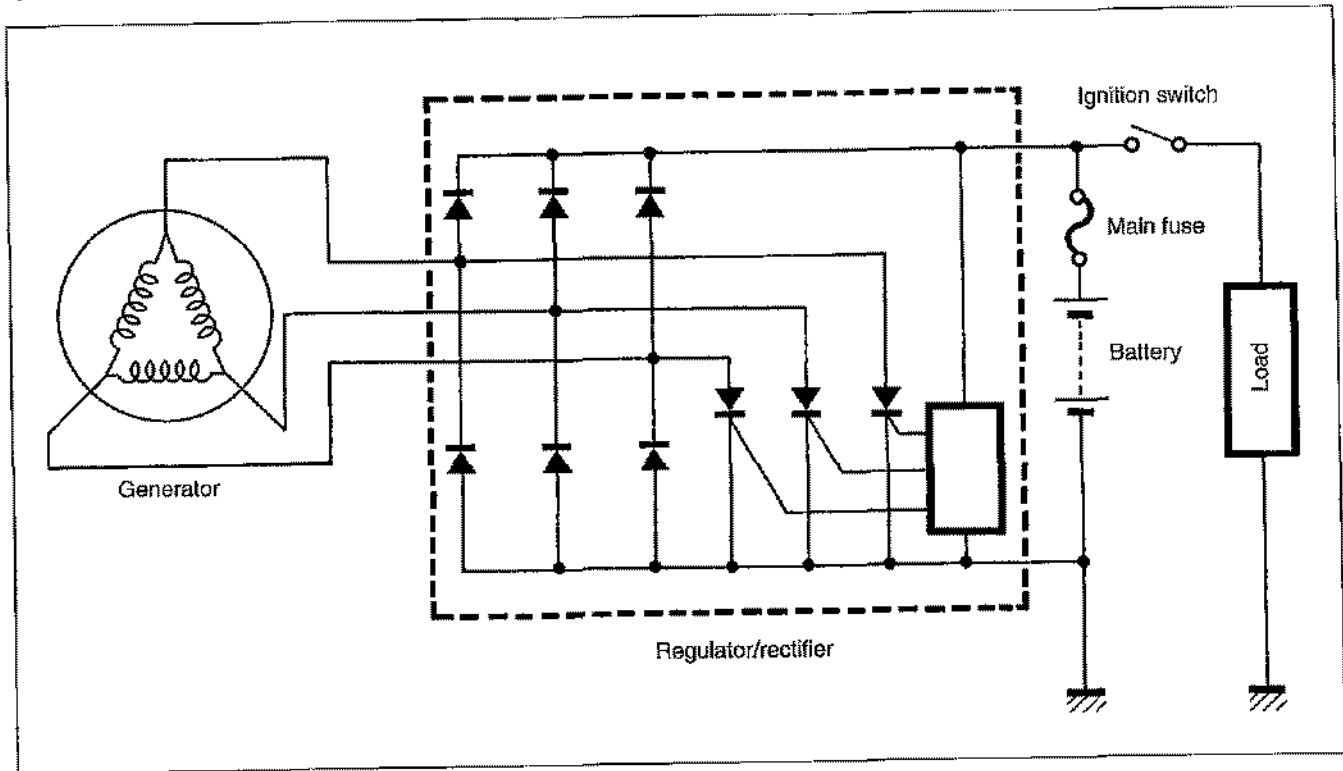 Ignition switch
Main fuse
Battery
Load
Generator
Regulator/rectifier